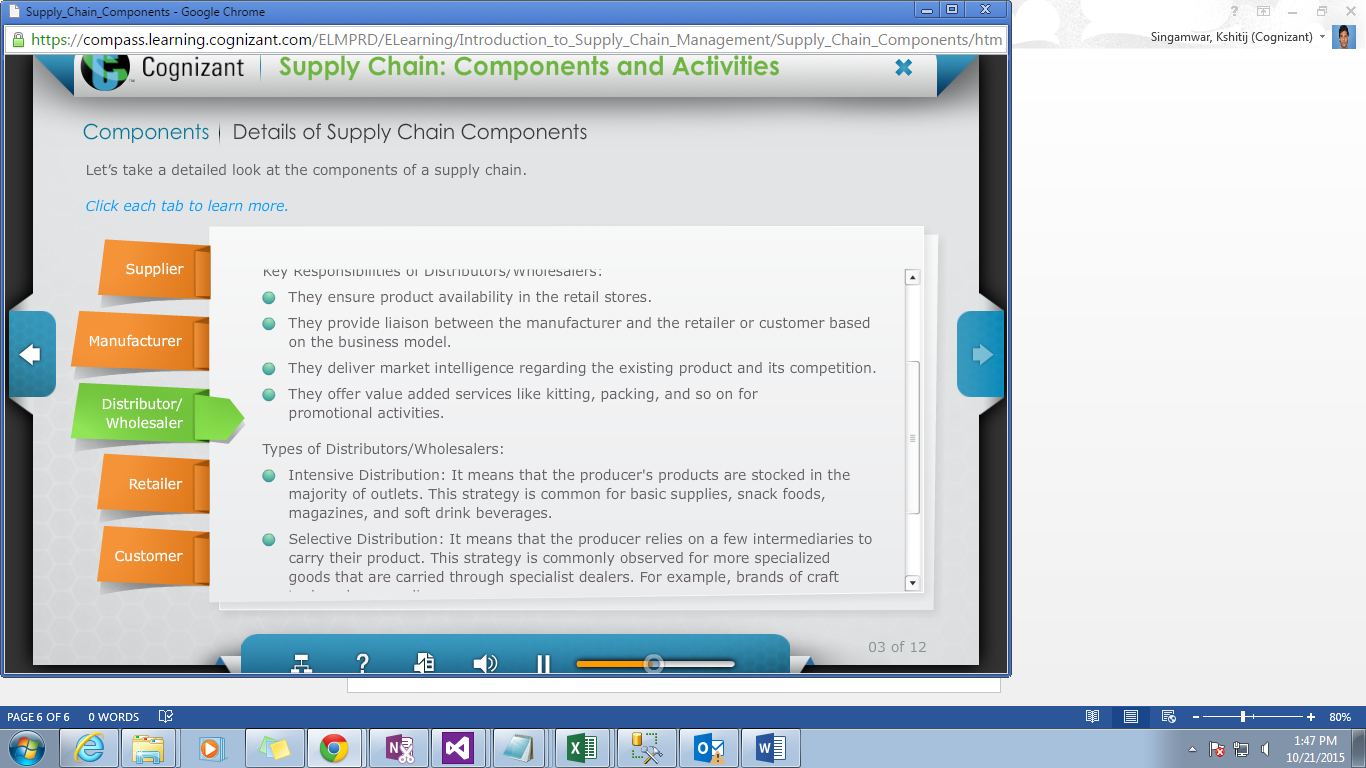 Supply_Chain_Components - Google Chrome
https://compass.learning.cognizant.com/ELMPRD/ELearning/Introduction_to_Supply_Chain_Management/Supply_Chain_Components/htm
Singamwar, Kshitij (Cognizant)
Cognizant
Supply Chain: Components and Activities
Components | Details of Supply Chain Components
Let's take a detailed look at the components of a supply chain.
Click each tab to learn more.
Supplier
Manufacturer
Distributor/
Wholesaler
Retailer
Customer
Key Responsibilities of Distributors/Wholesalers:
They ensure product availability in the retail stores.
They provide liaison between the manufacturer and the retailer or customer based
on the business model.
They deliver market intelligence regarding the existing product and its competition.
They offer value added services like kitting, packing, and so on for
promotional activities.
Types of Distributors/Wholesalers:
Intensive Distribution: It means that the producer's products are stocked in the
majority of outlets. This strategy is common for basic supplies, snack foods,
magazines, and soft drink beverages.
Selective Distribution: It means that the producer relies on a few intermediaries to
carry their product. This strategy is commonly observed for more specialized
goods that are carried through specialist dealers. For example, brands of craft
03 of 12
PAGE 6 OF 6
0 WORDS
80%
1:47 PM
10/21/2015